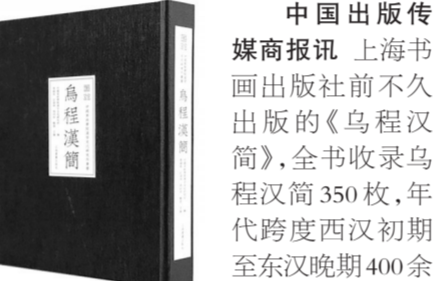 烏程漢簡
烏程漢簡
中国出版传
媒商报讯 上海书
画出版社前不久
出版的《乌程汉
简》，全书收录乌
程汉简350枚，年
代跨度西汉初期
至东汉晚期400余